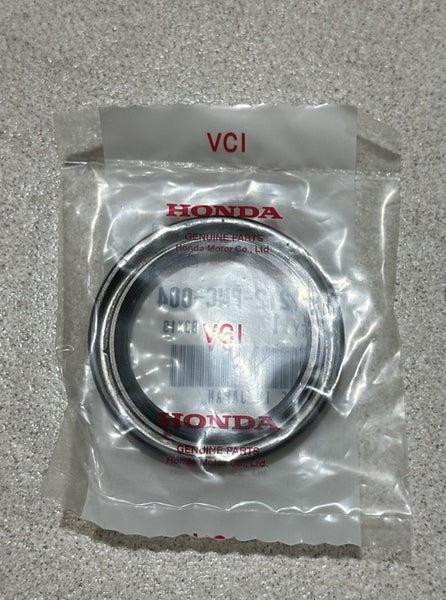 VCI
HONDA
GENUINE PARTS
Honda Motor Co., Ltd.
VCI
HONDA
GENUINE PARTS
Honda Motor Co., Ltd.